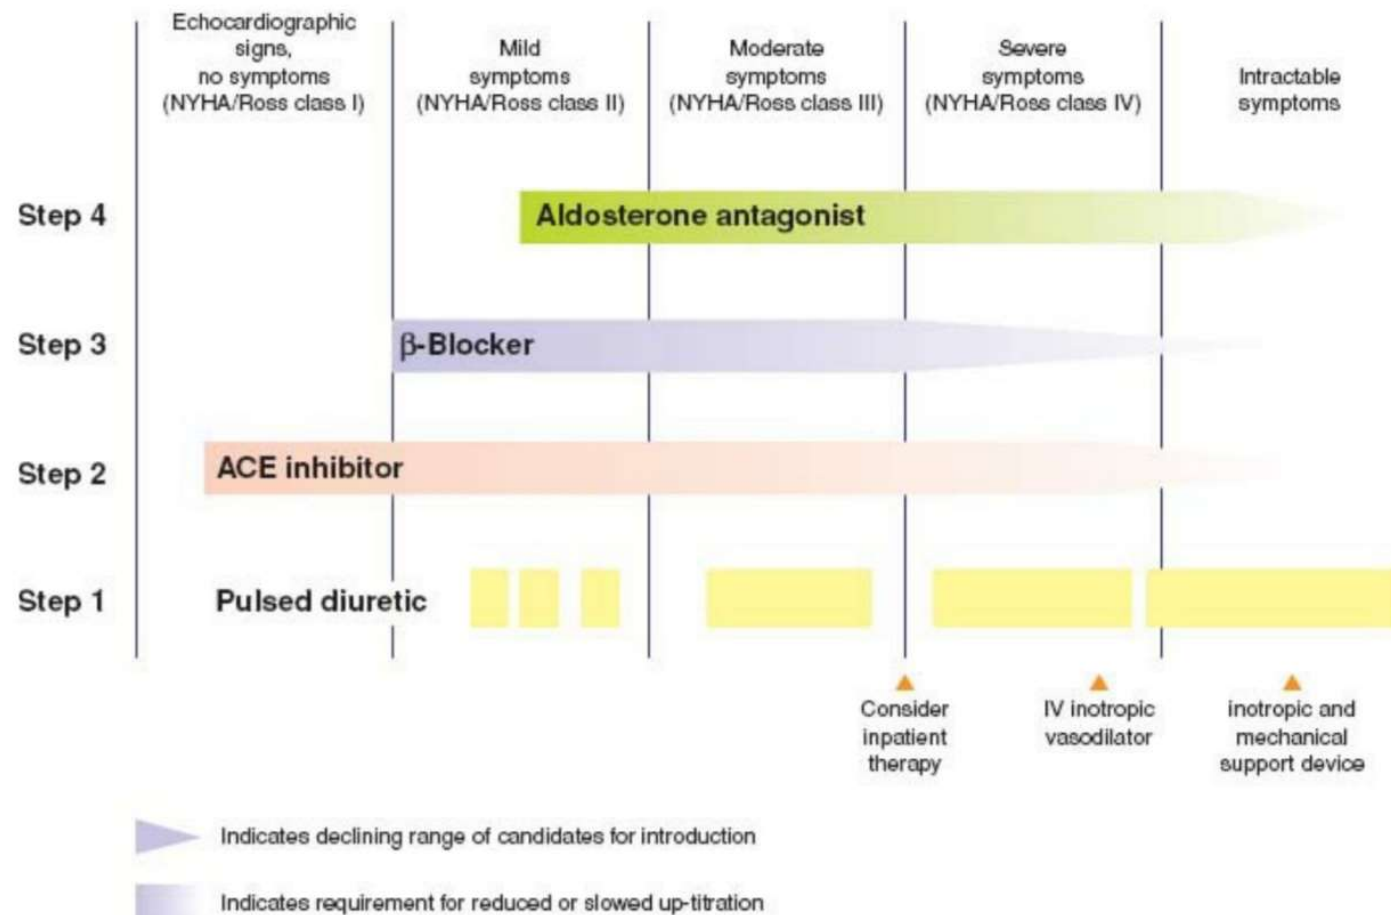 Echocardiographic
signs,
no symptoms
(NYHA/Ross class I)
Mild
symptoms
(NYHA/Ross class II)
Moderate
symptoms
(NYHA/Ross class III)
Severe
symptoms
(NYHA/Ross class IV)
Intractable
symptoms
Step 4
Aldosterone antagonist
Step 3
β-Blocker
Step 2
ACE inhibitor
Step 1
Pulsed diuretic
Consider
inpatient
therapy
IV inotropic
vasodilator
inotropic and
mechanical
support device
Indicates declining range of candidates for introduction
Indicates requirement for reduced or slowed up-titration